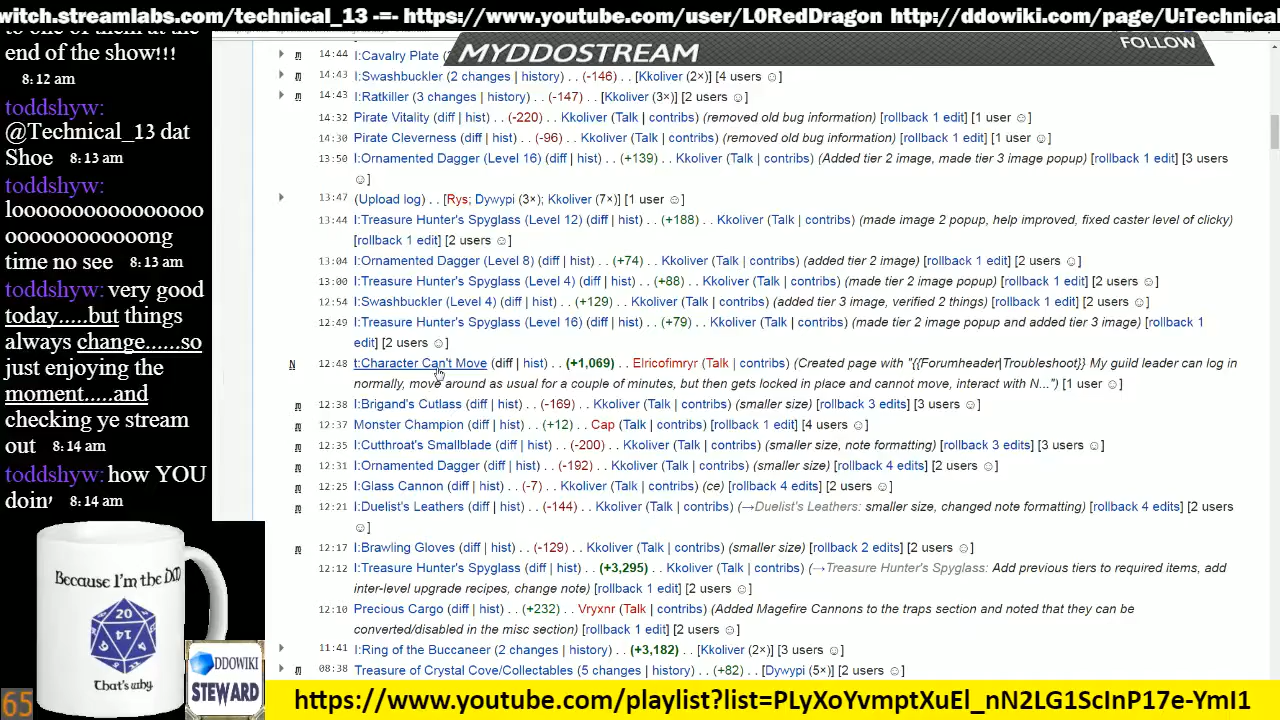 witch.streamlabs.com/technical_13 -=- https://www.youtube.com/user/L0RedDragon http://ddowiki.com/page/U:Technical
to one of them at the
end of the show!!!
8:12 am
toddshyw:
@Technical_13 dat
Shoe 8:13 am
toddshyw:
looooooooooooooooo
oooooooooooong
time no see 8:13 am
toddshyw: very good
today.....but things
always change......so
just enjoying the
moment.....and
checking ye stream
out 8:14 am
toddshyw: how YOU
doin' 8:14 am
MYDDOSTREAM
FOLLOW
14:44 I:Cavalry Plate (2
14:43 I:Swashbuckler (2 changes | history) . . (-146) . . [Kkoliver (2×)] [4 users ☺]
14:43 I:Ratkiller (3 changes | history) . . (-147) . . [Kkoliver (3×)] [2 users ☺]
14:32 Pirate Vitality (diff | hist) . . (-220) . . Kkoliver (Talk | contribs) (removed old bug information) [rollback 1 edit] [1 user ☺]
14:30 Pirate Cleverness (diff | hist) . . (-96) . . Kkoliver (Talk | contribs) (removed old bug information) [rollback 1 edit] [1 user ☺]
13:50 I:Ornamented Dagger (Level 16) (diff | hist) . . (+139) . . Kkoliver (Talk | contribs) (Added tier 2 image, made tier 3 image popup) [rollback 1 edit] [3 users
☺]
13:47 (Upload log) . . [Rys; Dywypi (3×); Kkoliver (7×)] [1 user ☺]
13:44 I:Treasure Hunter's Spyglass (Level 12) (diff | hist) . . (+188) . . Kkoliver (Talk | contribs) (made image 2 popup, help improved, fixed caster level of clicky)
[rollback 1 edit] [2 users ☺]
13:04 I:Ornamented Dagger (Level 8) (diff | hist) . . (+74) . . Kkoliver (Talk | contribs) (added tier 2 image) [rollback 1 edit] [2 users ☺]
13:00 I:Treasure Hunter's Spyglass (Level 4) (diff | hist) . . (+88) . . Kkoliver (Talk | contribs) (made tier 2 image popup) [rollback 1 edit] [2 users ☺]
12:54 I:Swashbuckler (Level 4) (diff | hist) . . (+129) . . Kkoliver (Talk | contribs) (added tier 3 image, verified 2 things) [rollback 1 edit] [2 users ☺]
12:49 I:Treasure Hunter's Spyglass (Level 16) (diff | hist) . . (+79) . . Kkoliver (Talk | contribs) (made tier 2 image popup and added tier 3 image) [rollback 1
edit] [2 users ☺]
N 12:48 t:Character Can't Move (diff | hist) . . (+1,069) . . Elricofimryr (Talk | contribs) (Created page with "{{Forumheader|Troubleshoot}} My guild leader can log in
normally, move around as usual for a couple of minutes, but then gets locked in place and cannot move, interact with N...") [1 user ☺]
m 12:38 I:Brigand's Cutlass (diff | hist) . . (-169) . . Kkoliver (Talk | contribs) (smaller size) [rollback 3 edits] [3 users ☺]
m 12:37 Monster Champion (diff | hist) . . (+12) . . Cap (Talk | contribs) [rollback 1 edit] [4 users ☺]
m 12:35 I:Cutthroat's Smallblade (diff | hist) . . (-200) . . Kkoliver (Talk | contribs) (smaller size, note formatting) [rollback 3 edits] [3 users ☺]
m 12:31 I:Ornamented Dagger (diff | hist) . . (-192) . . Kkoliver (Talk | contribs) (smaller size) [rollback 4 edits] [2 users ☺]
m 12:25 I:Glass Cannon (diff | hist) . . (-7) . . Kkoliver (Talk | contribs) (ce) [rollback 4 edits] [2 users ☺]
m 12:21 I:Duelist's Leathers (diff | hist) . . (-144) . . Kkoliver (Talk | contribs) (→Duelist's Leathers: smaller size, changed note formatting) [rollback 4 edits] [2 users
☺]
m 12:17 I:Brawling Gloves (diff | hist) . . (-129) . . Kkoliver (Talk | contribs) (smaller size) [rollback 2 edits] [2 users ☺]
12:12 I:Treasure Hunter's Spyglass (diff | hist) . . (+3,295) . . Kkoliver (Talk | contribs) (→Treasure Hunter's Spyglass: Add previous tiers to required items, add
inter-level upgrade recipes, change note) [rollback 1 edit] [2 users ☺]
12:10 Precious Cargo (diff | hist) . . (+232) . . Vryxnr (Talk | contribs) (Added Magefire Cannons to the traps section and noted that they can be
converted/disabled in the misc section) [rollback 1 edit] [2 users ☺]
11:41 I:Ring of the Buccaneer (2 changes | history) . . (+3,182) . . [Kkoliver (2×)] [3 users ☺]
m 08:38 Treasure of Crystal Cove/Collectables (5 changes | history) . . (+82) . . [Dywypi (5×)] [2 users ☺]
Because I'm the DM
20
14
That's why.
DDOWIKI
STEWARD
65
https://www.youtube.com/playlist?list=PLyXoYvmptXuEl_nN2LG1ScInP17e-YmI1